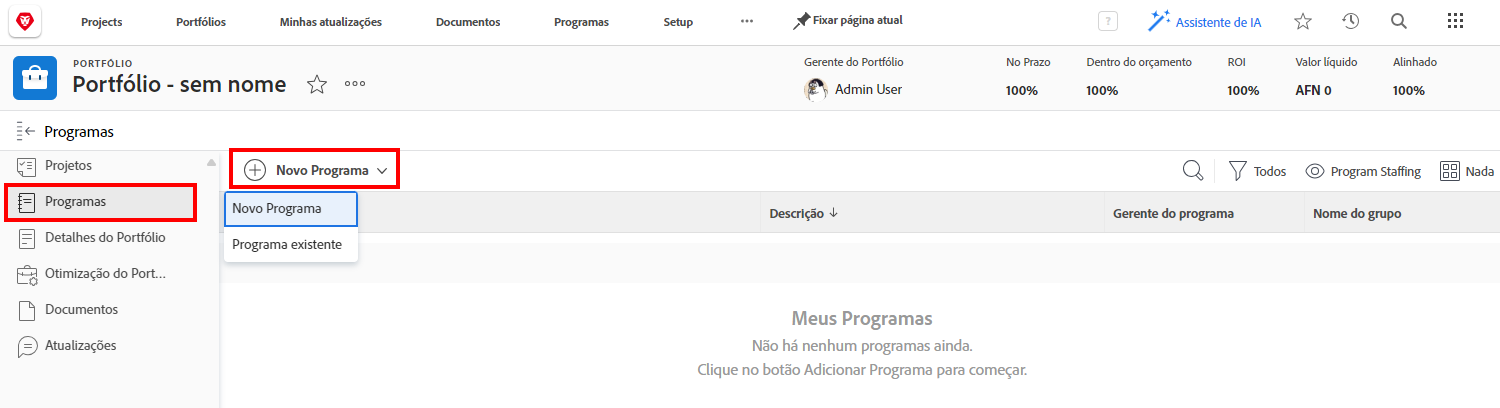 Projects Portfólios Minhas atualizações Documentos Programas Setup ··· Fixar página atual ? Assistente de IA
PORTFÓLIO
Portfólio - sem nome
Gerente do Portfólio No Prazo Dentro do orçamento ROI Valor líquido Alinhado
Admin User 100% 100% 100% AFN 0 100%
Programas
Projetos
Programas
Detalhes do Portfólio
Otimização do Port...
Documentos
Atualizações
Novo Programa
Todos Program Staffing Nada
Novo Programa
Programa existente
Descrição Gerente do programa Nome do grupo
Meus Programas
Não há nenhum programas ainda.
Clique no botão Adicionar Programa para começar.